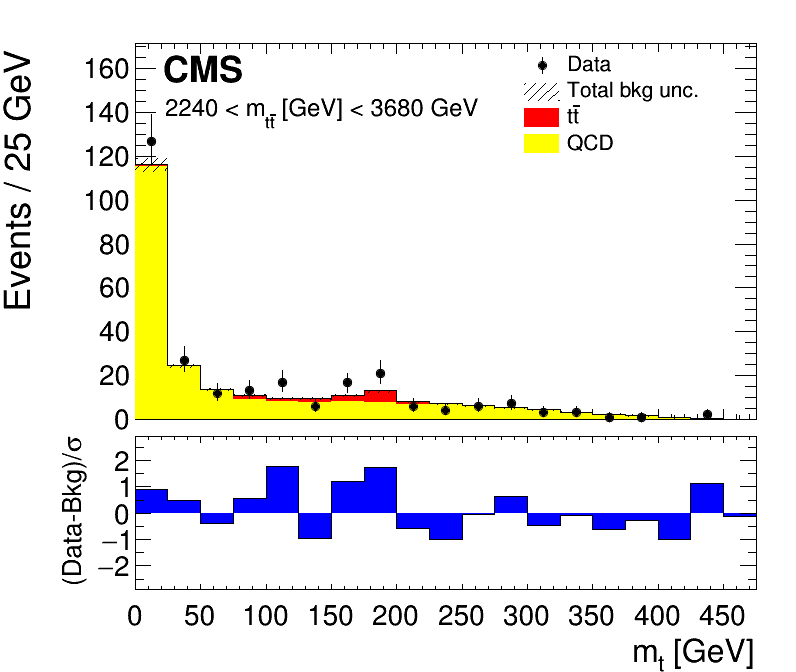 Events / 25 GeV
160
140
120
100
80
60
40
20
0
CMS
2240 < m_{tt̄} [GeV] < 3680 GeV
Data
Total bkg unc.
tt̄
QCD
(Data-Bkg)/σ
2
1
0
−1
−2
0 50 100 150 200 250 300 350 400 450
m_t [GeV]